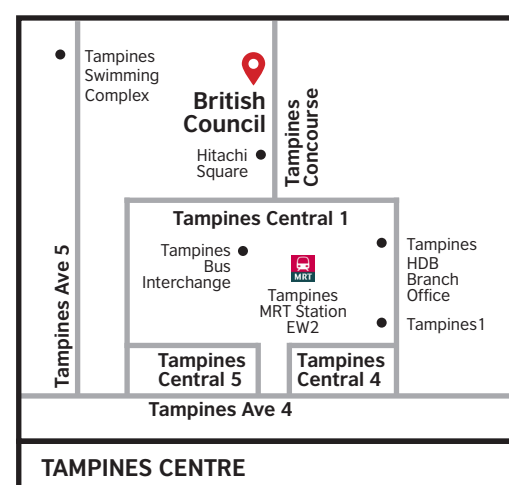 Tampines
Swimming
Complex
British
Council
Hitachi
Square
Tampines
Concourse
Tampines Central 1
Tampines
Bus
Interchange
MRT
Tampines
MRT Station
EW2
Tampines
HDB
Branch
Office
Tampines1
Tampines Ave 5
Tampines
Central 5
Tampines
Central 4
Tampines Ave 4
TAMPINES CENTRE